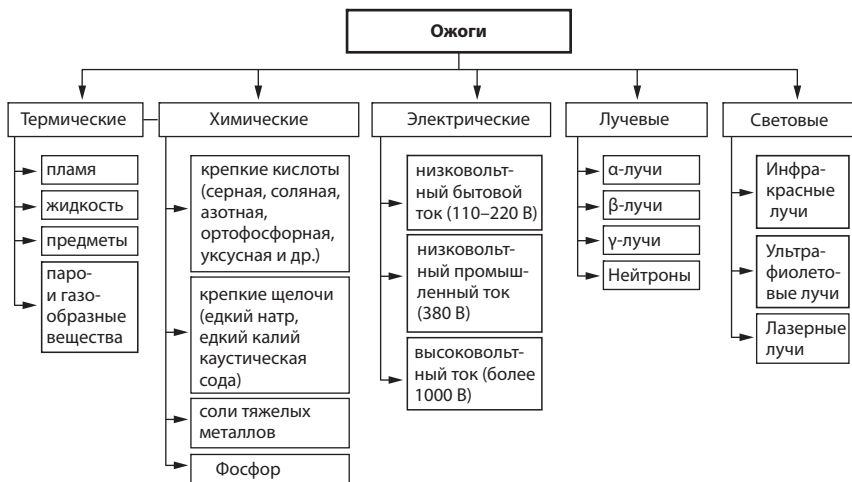 Ожоги
Термические
пламя
жидкость
предметы
паро-
и газо-
образные
вещества
Химические
крепкие кислоты
(серная, соляная,
азотная,
ортофосфорная,
уксусная и др.)
крепкие щелочи
(едкий натр,
едкий калий
каустическая
сода)
соли тяжелых
металлов
Фосфор
Электрические
низковольт-
ный бытовой
ток (110–220 В)
низковольт-
ный промыш-
ленный ток
(380 В)
высоковольт-
ный ток (более
1000 В)
Лучевые
α-лучи
β-лучи
γ-лучи
Нейтроны
Световые
Инфра-
красные
лучи
Ультра-
фиолето-
вые лучи
Лазерные
лучи